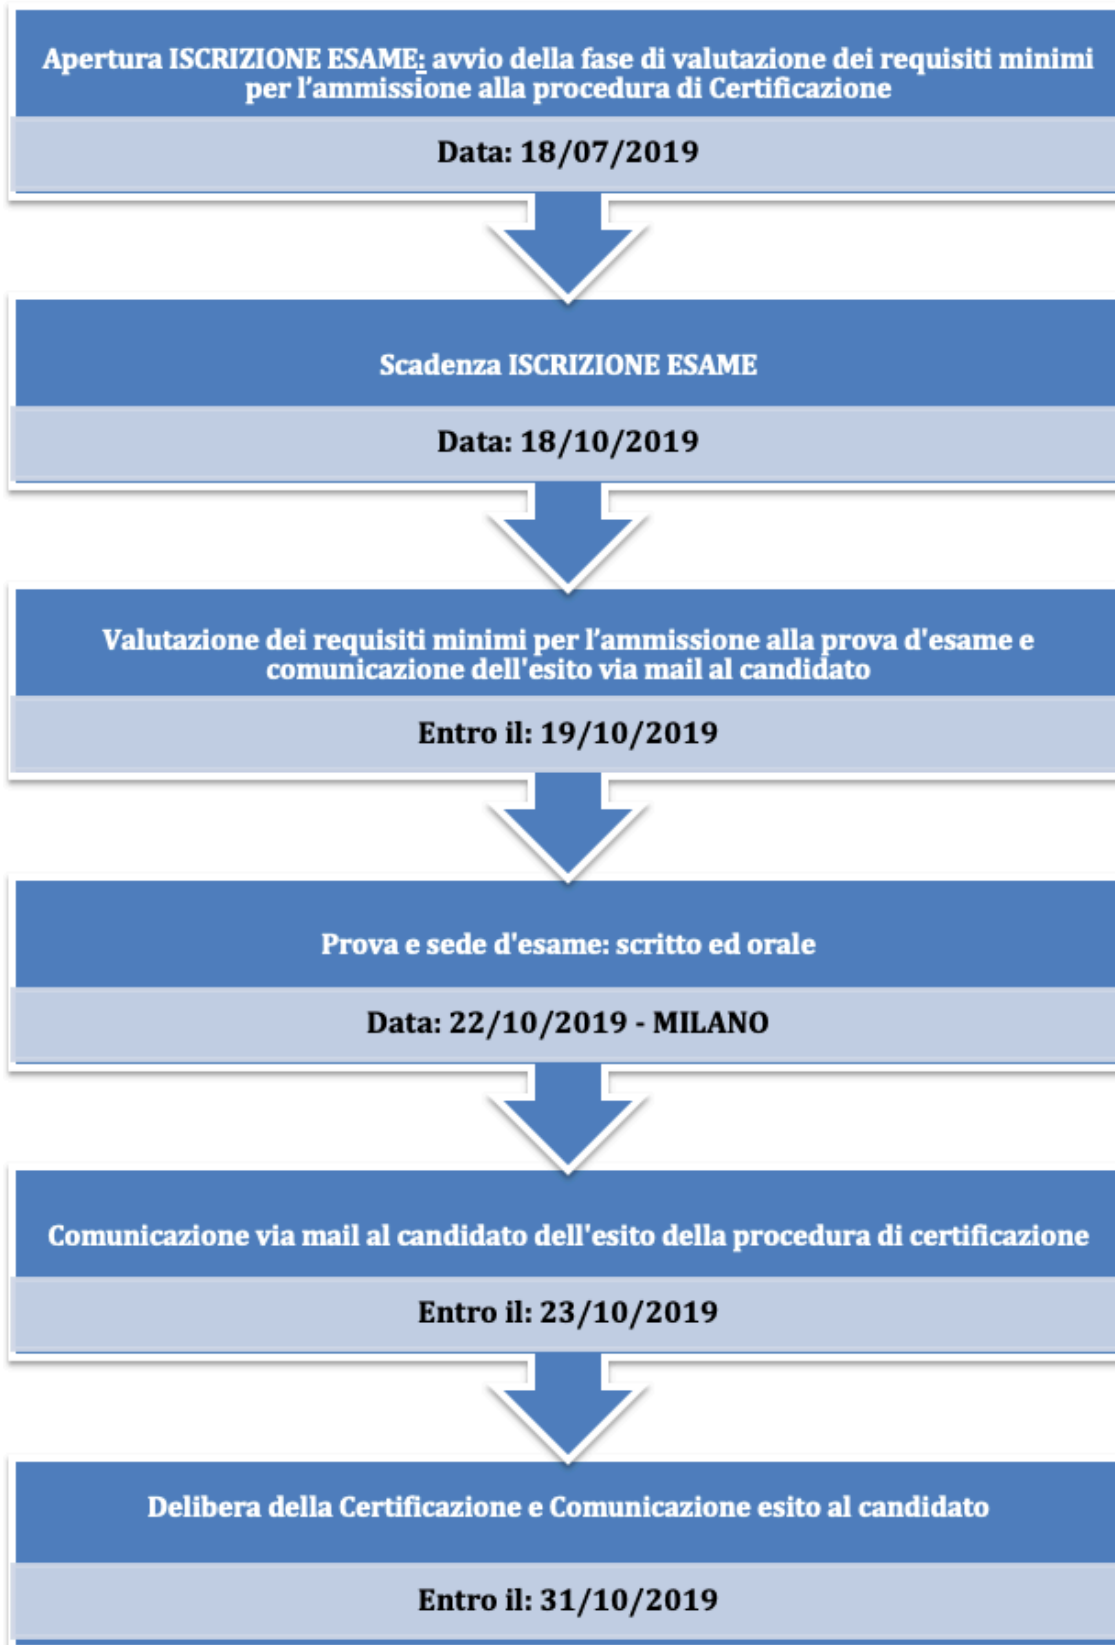 Apertura ISCRIZIONE ESAME: avvio della fase di valutazione dei requisiti minimi
per l’ammissione alla procedura di Certificazione
Data: 18/07/2019
Scadenza ISCRIZIONE ESAME
Data: 18/10/2019
Valutazione dei requisiti minimi per l’ammissione alla prova d'esame e
comunicazione dell'esito via mail al candidato
Entro il: 19/10/2019
Prova e sede d'esame: scritto ed orale
Data: 22/10/2019 - MILANO
Comunicazione via mail al candidato dell'esito della procedura di certificazione
Entro il: 23/10/2019
Delibera della Certificazione e Comunicazione esito al candidato
Entro il: 31/10/2019